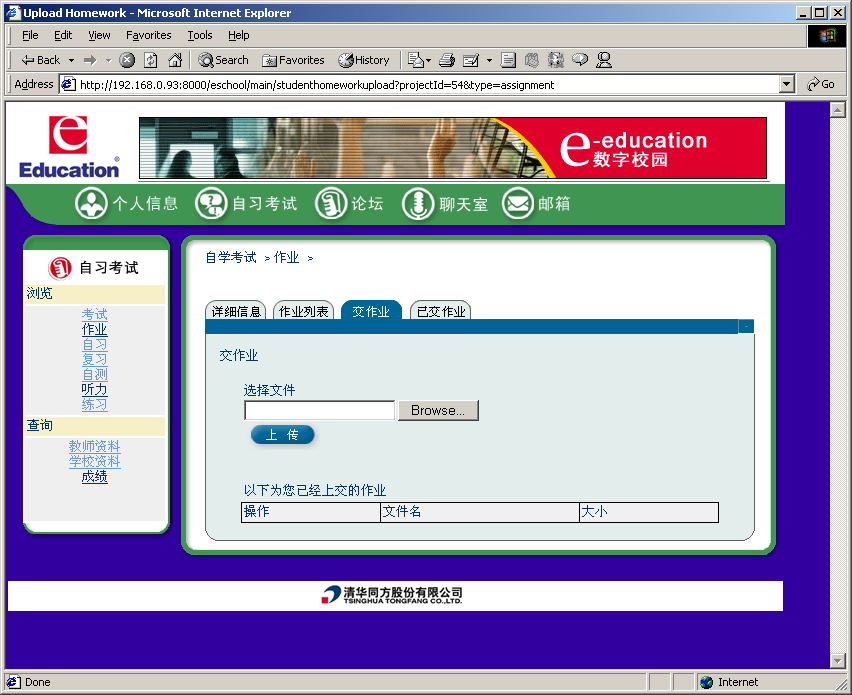 Upload Homework - Microsoft Internet Explorer
File Edit View Favorites Tools Help
Back Search Favorites History
Address http://192.168.0.93:8000/eschool/main/studenthomeworkupload?projectId=54&type=assignment Go
e
Education®
e-education
数字校园
个人信息 自习考试 论坛 聊天室 邮箱
自习考试
浏览
考试
作业
自习
复习
自测
听力
练习
查询
教师资料
学校资料
成绩
自学考试 > 作业 >
详细信息 作业列表 交作业 已交作业
交作业
选择文件
Browse...
上 传
以下为您已经上交的作业
操作 文件名 大小
清华同方股份有限公司
TSINGHUA TONGFANG CO.,LTD.
Done Internet